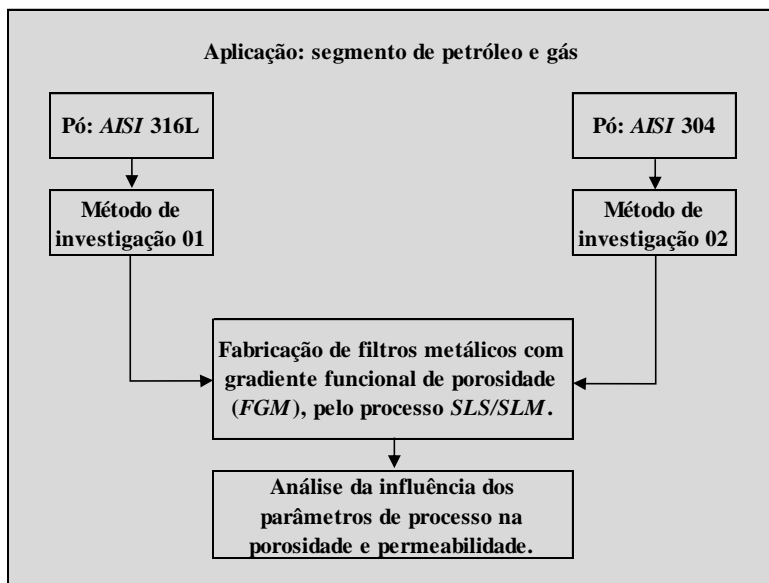 Aplicação: segmento de petróleo e gás
Pó: AISI 316L
Pó: AISI 304
Método de
investigação 01
Método de
investigação 02
Fabricação de filtros metálicos com
gradiente funcional de porosidade
(FGM), pelo processo SLS/SLM.
Análise da influência dos
parâmetros de processo na
porosidade e permeabilidade.